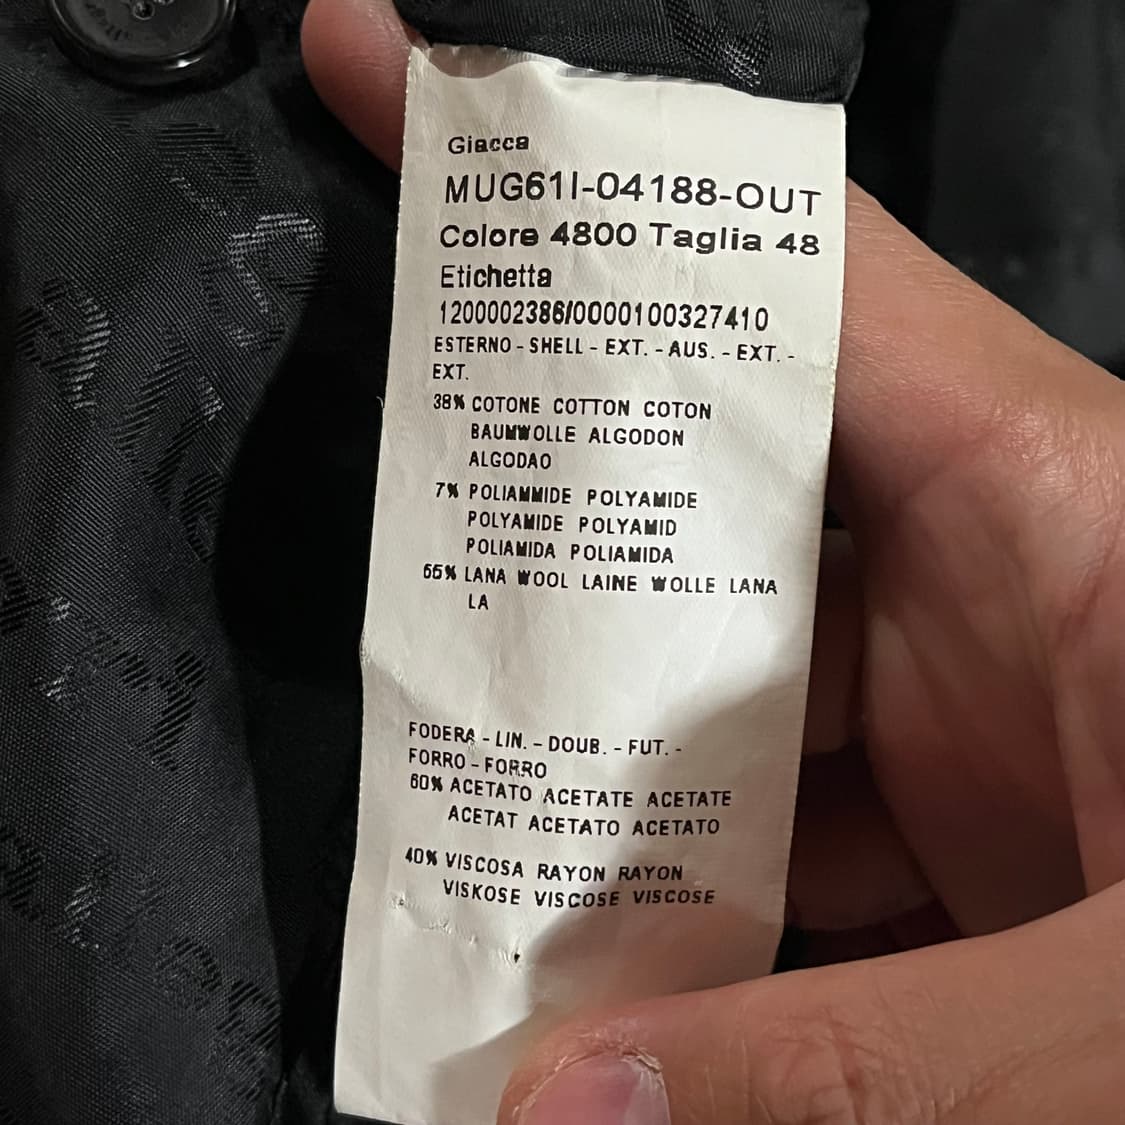 Giacca
MUG61I-04188-OUT
Colore 4800 Taglia 48
Etichetta
1200002386/0000100327410
ESTERNO - SHELL - EXT. - AUS. - EXT. -
EXT.
38% COTONE COTTON COTON
BAUMWOLLE ALGODON
ALGODAO
7% POLIAMMIDE POLYAMIDE
POLYAMIDE POLYAMID
POLIAMIDA POLIAMIDA
55% LANA WOOL LAINE WOLLE LANA
LA
FODERA - LIN. - DOUB. - FUT. -
FORRO - FORRO
60% ACETATO ACETATE ACETATE
ACETAT ACETATO ACETATO
40% VISCOSA RAYON RAYON
VISKOSE VISCOSE VISCOSE